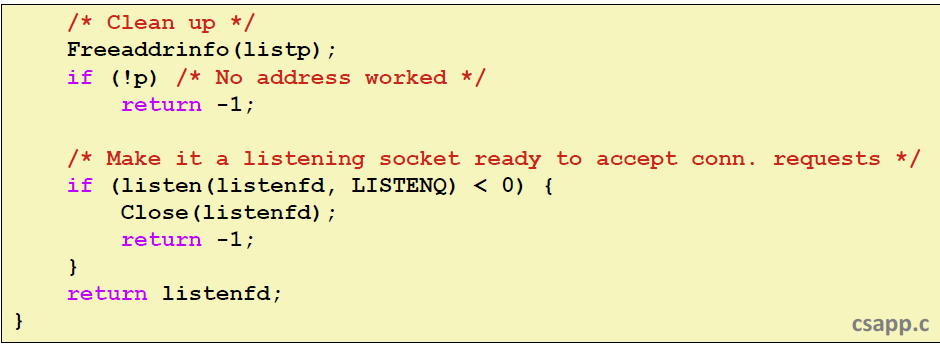 /* Clean up */
Freeaddrinfo(listp);
if (!p) /* No address worked */
return -1;
/* Make it a listening socket ready to accept conn. requests */
if (listen(listenfd, LISTENQ) < 0) {
Close(listenfd);
return -1;
}
return listenfd;
}
csapp.c